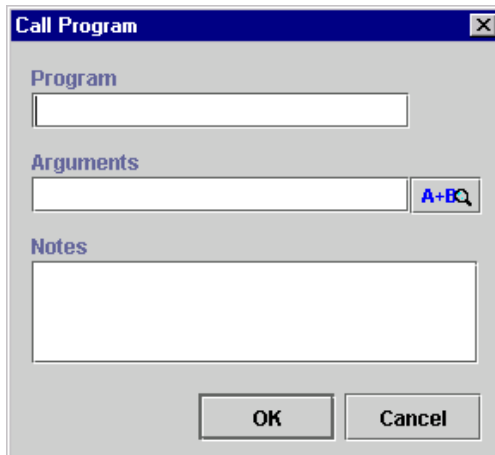 Call Program
Program
Arguments
A+B
Notes
OK
Cancel